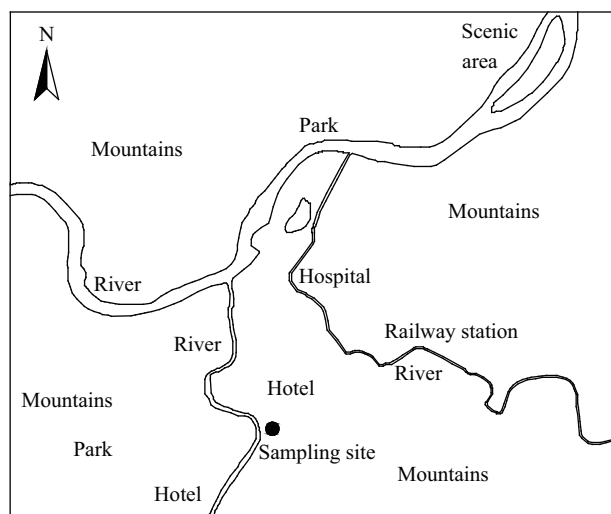 N
Scenic
area
Park
Mountains
Mountains
Hospital
River
River
Railway station
River
Hotel
Mountains
Park
Sampling site
Mountains
Hotel